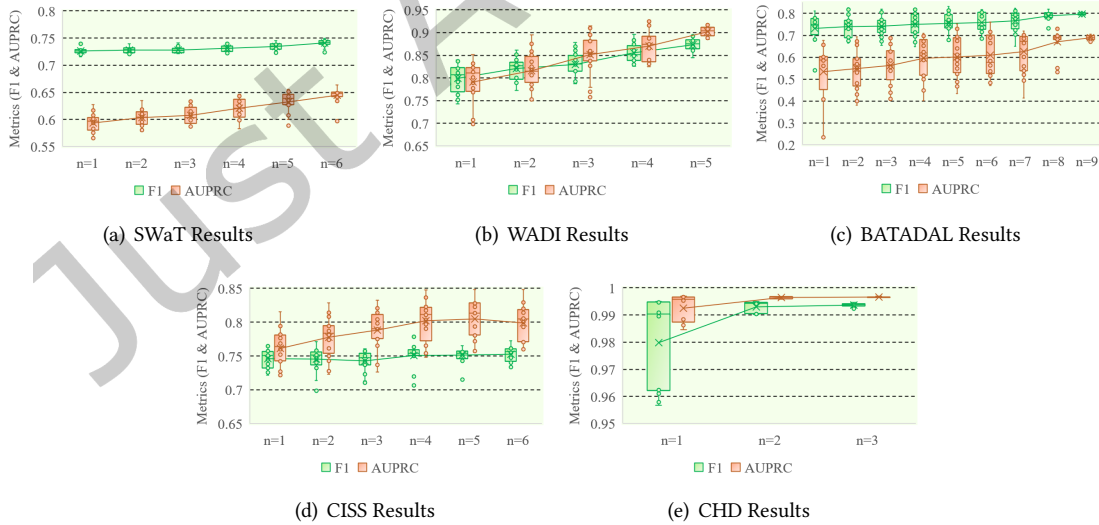 Metrics (F1 & AUPRC)
0.75
0.7
0.65
0.6
0.55
n=1 n=2 n=3 n=4 n=5 n=6
F1 AUPRC
(a) SWaT Results
Metrics (F1 & AUPRC)
0.95
0.9
0.85
0.8
0.75
0.7
0.65
n=1 n=2 n=3 n=4 n=5
F1 AUPRC
(b) WADI Results
Metrics (F1 & AUPRC)
0.8
0.7
0.6
0.5
0.4
0.3
0.2
n=1 n=2 n=3 n=4 n=5 n=6 n=7 n=8 n=9
F1 AUPRC
(c) BATADAL Results
Metrics (F1 & AUPRC)
0.85
0.8
0.75
0.7
0.65
n=1 n=2 n=3 n=4 n=5 n=6
F1 AUPRC
(d) CISS Results
Metrics (F1 & AUPRC)
1
0.99
0.98
0.97
0.96
0.95
n=1 n=2 n=3
F1 AUPRC
(e) CHD Results
Just A